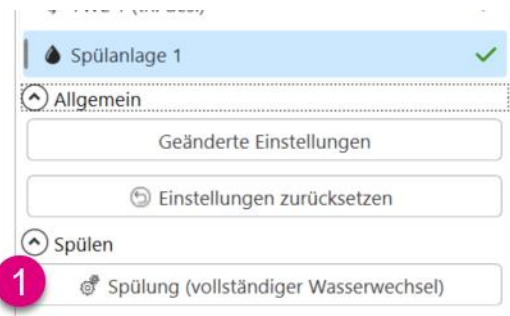 Spülanlage 1
Allgemein
Geänderte Einstellungen
Einstellungen zurücksetzen
Spülen
1
Spülung (vollständiger Wasserwechsel)